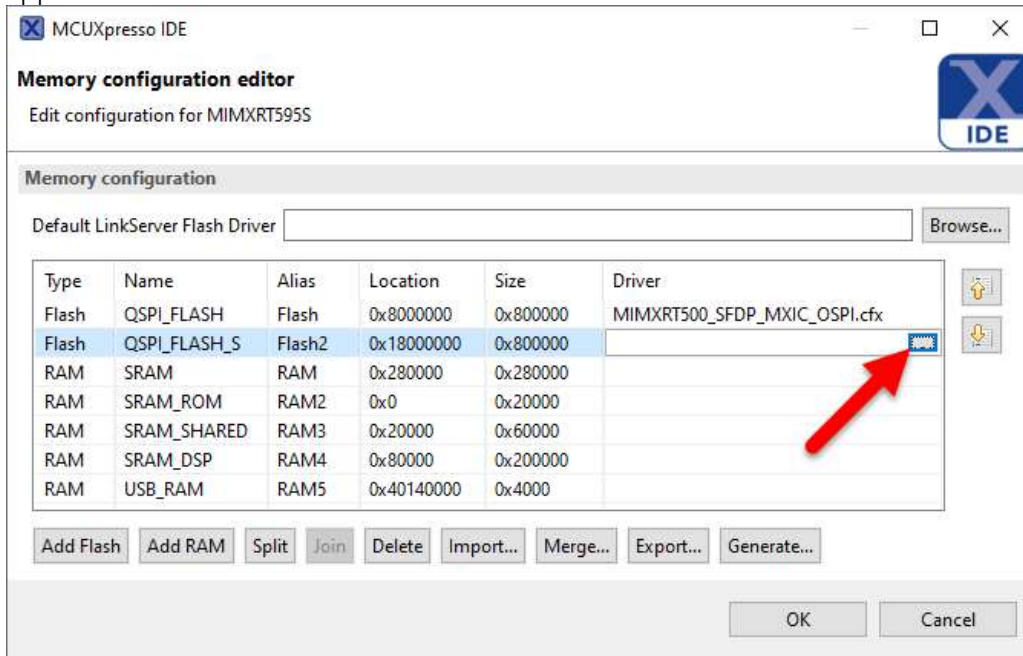 MCUXpresso IDE
Memory configuration editor
Edit configuration for MIMXRT595S
IDE
Memory configuration
Default LinkServer Flash Driver Browse...
Type Name Alias Location Size Driver
Flash QSPI_FLASH Flash 0x8000000 0x800000 MIMXRT500_SFDP_MXIC_OSPI.cfx
Flash QSPI_FLASH_S Flash2 0x18000000 0x800000 ...
RAM SRAM RAM 0x280000 0x280000
RAM SRAM_ROM RAM2 0x0 0x20000
RAM SRAM_SHARED RAM3 0x20000 0x60000
RAM SRAM_DSP RAM4 0x80000 0x200000
RAM USB_RAM RAM5 0x40140000 0x4000
Add Flash Add RAM Split Join Delete Import... Merge... Export... Generate...
OK Cancel